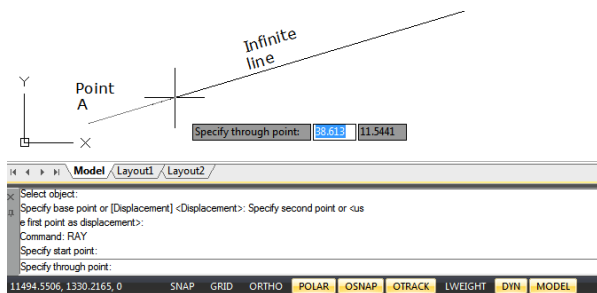 Infinite
line
Y
Point
A
Specify through point: 38.613 11.5441
X
Model Layout1 Layout2
Select object:
Specify base point or [Displacement] <Displacement>: Specify second point or <us
e first point as displacement>:
Command: RAY
Specify start point:
Specify through point:
11494.5506, 1330.2165, 0 SNAP GRID ORTHO POLAR OSNAP OTRACK LWEIGHT DYN MODEL